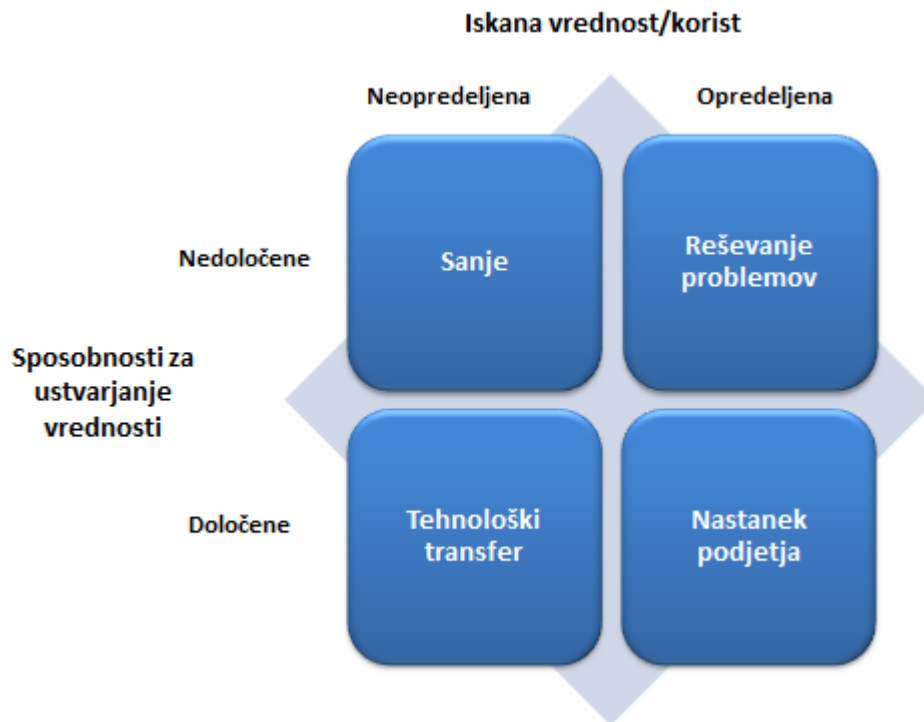 Iskana vrednost/korist
Neopredeljena
Opredeljena
Nedoločene
Sanje
Reševanje
problemov
Sposobnosti za
ustvarjanje
vrednosti
Določene
Tehnološki
transfer
Nastanek
podjetja